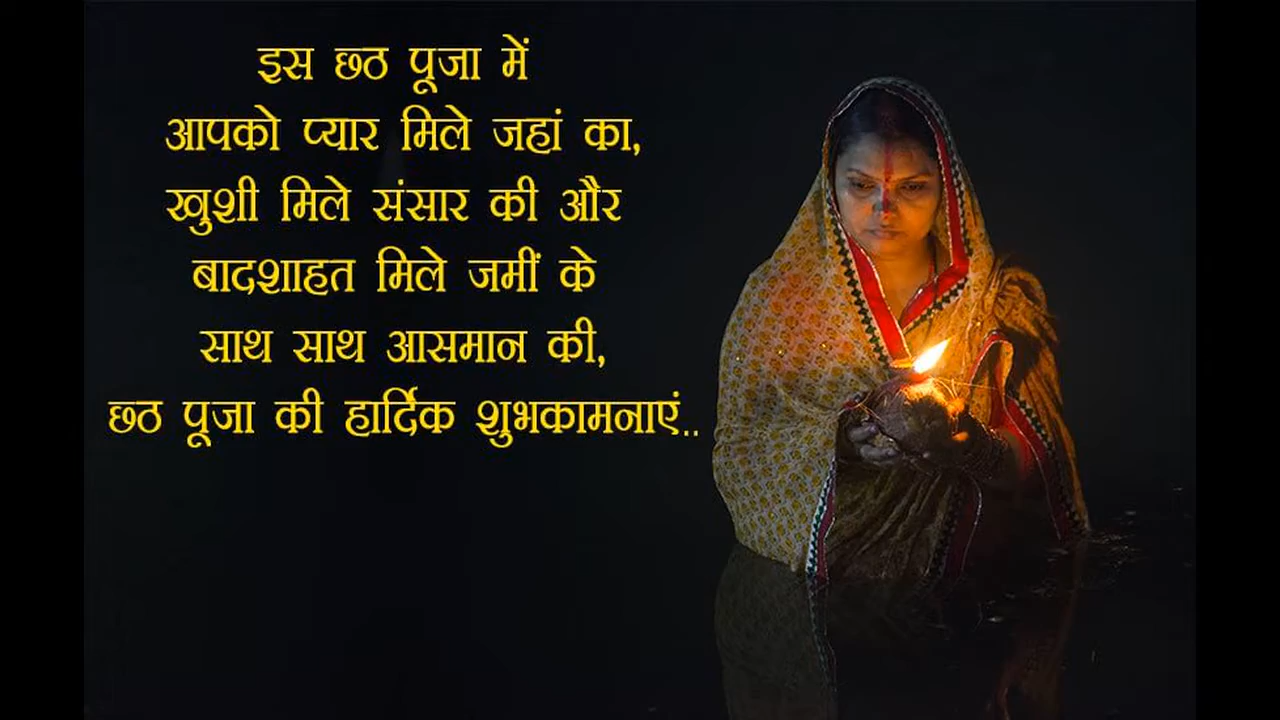 इस छठ पूजा में
आपको प्यार मिले जहां का,
खुशी मिले संसार की और
बादशाहत मिले जमीं के
साथ साथ आसमान की,
छठ पूजा की हार्दिक शुभकामनाएं..